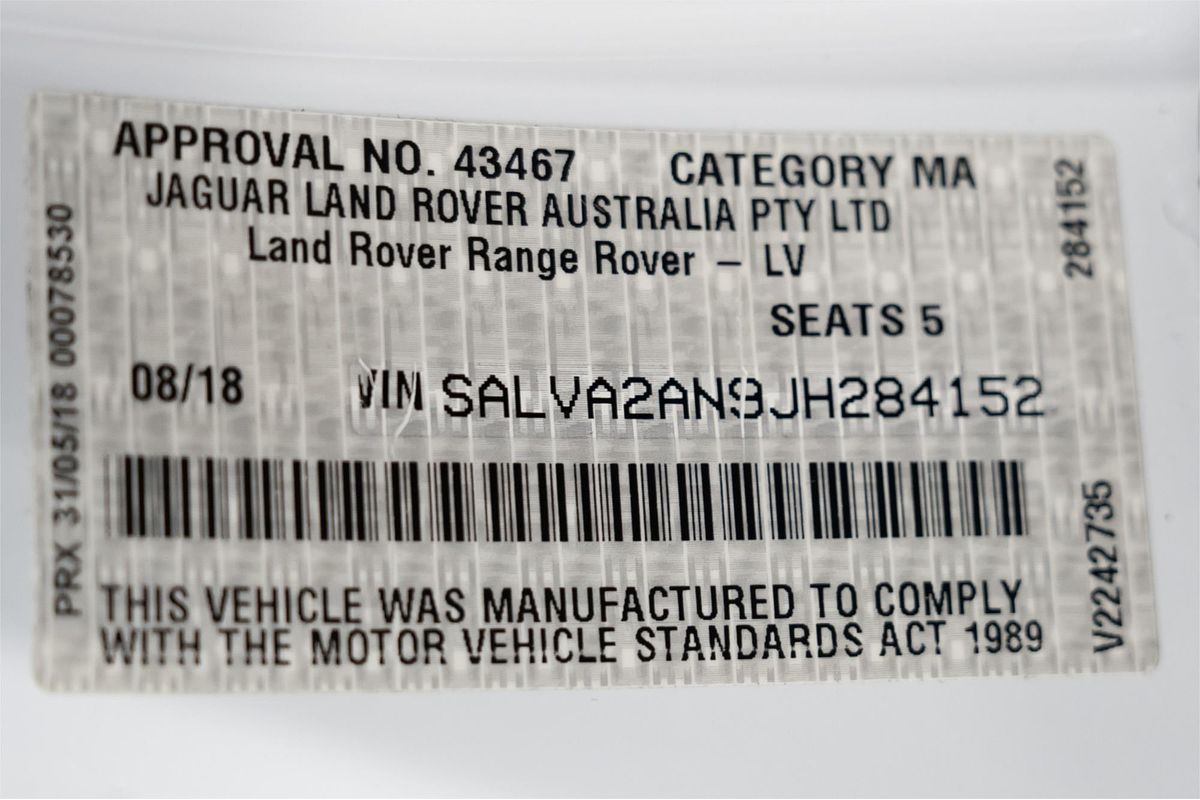 APPROVAL NO. 43467 CATEGORY MA
JAGUAR LAND ROVER AUSTRALIA PTY LTD
Land Rover Range Rover – LV
SEATS 5
08/18 VIN SALVA2AN9JH284152
THIS VEHICLE WAS MANUFACTURED TO COMPLY
WITH THE MOTOR VEHICLE STANDARDS ACT 1989
PRX 31/05/18 000785530
284152
V2242735